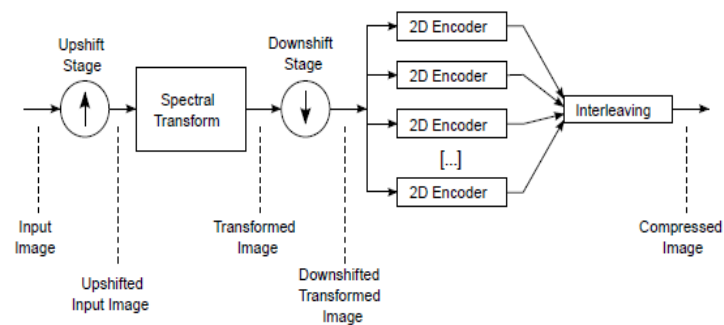 Upshift
Stage
Spectral
Transform
Downshift
Stage
2D Encoder
2D Encoder
2D Encoder
[...]
2D Encoder
Interleaving
Input
Image
Upshifted
Input Image
Transformed
Image
Downshifted
Transformed
Image
Compressed
Image